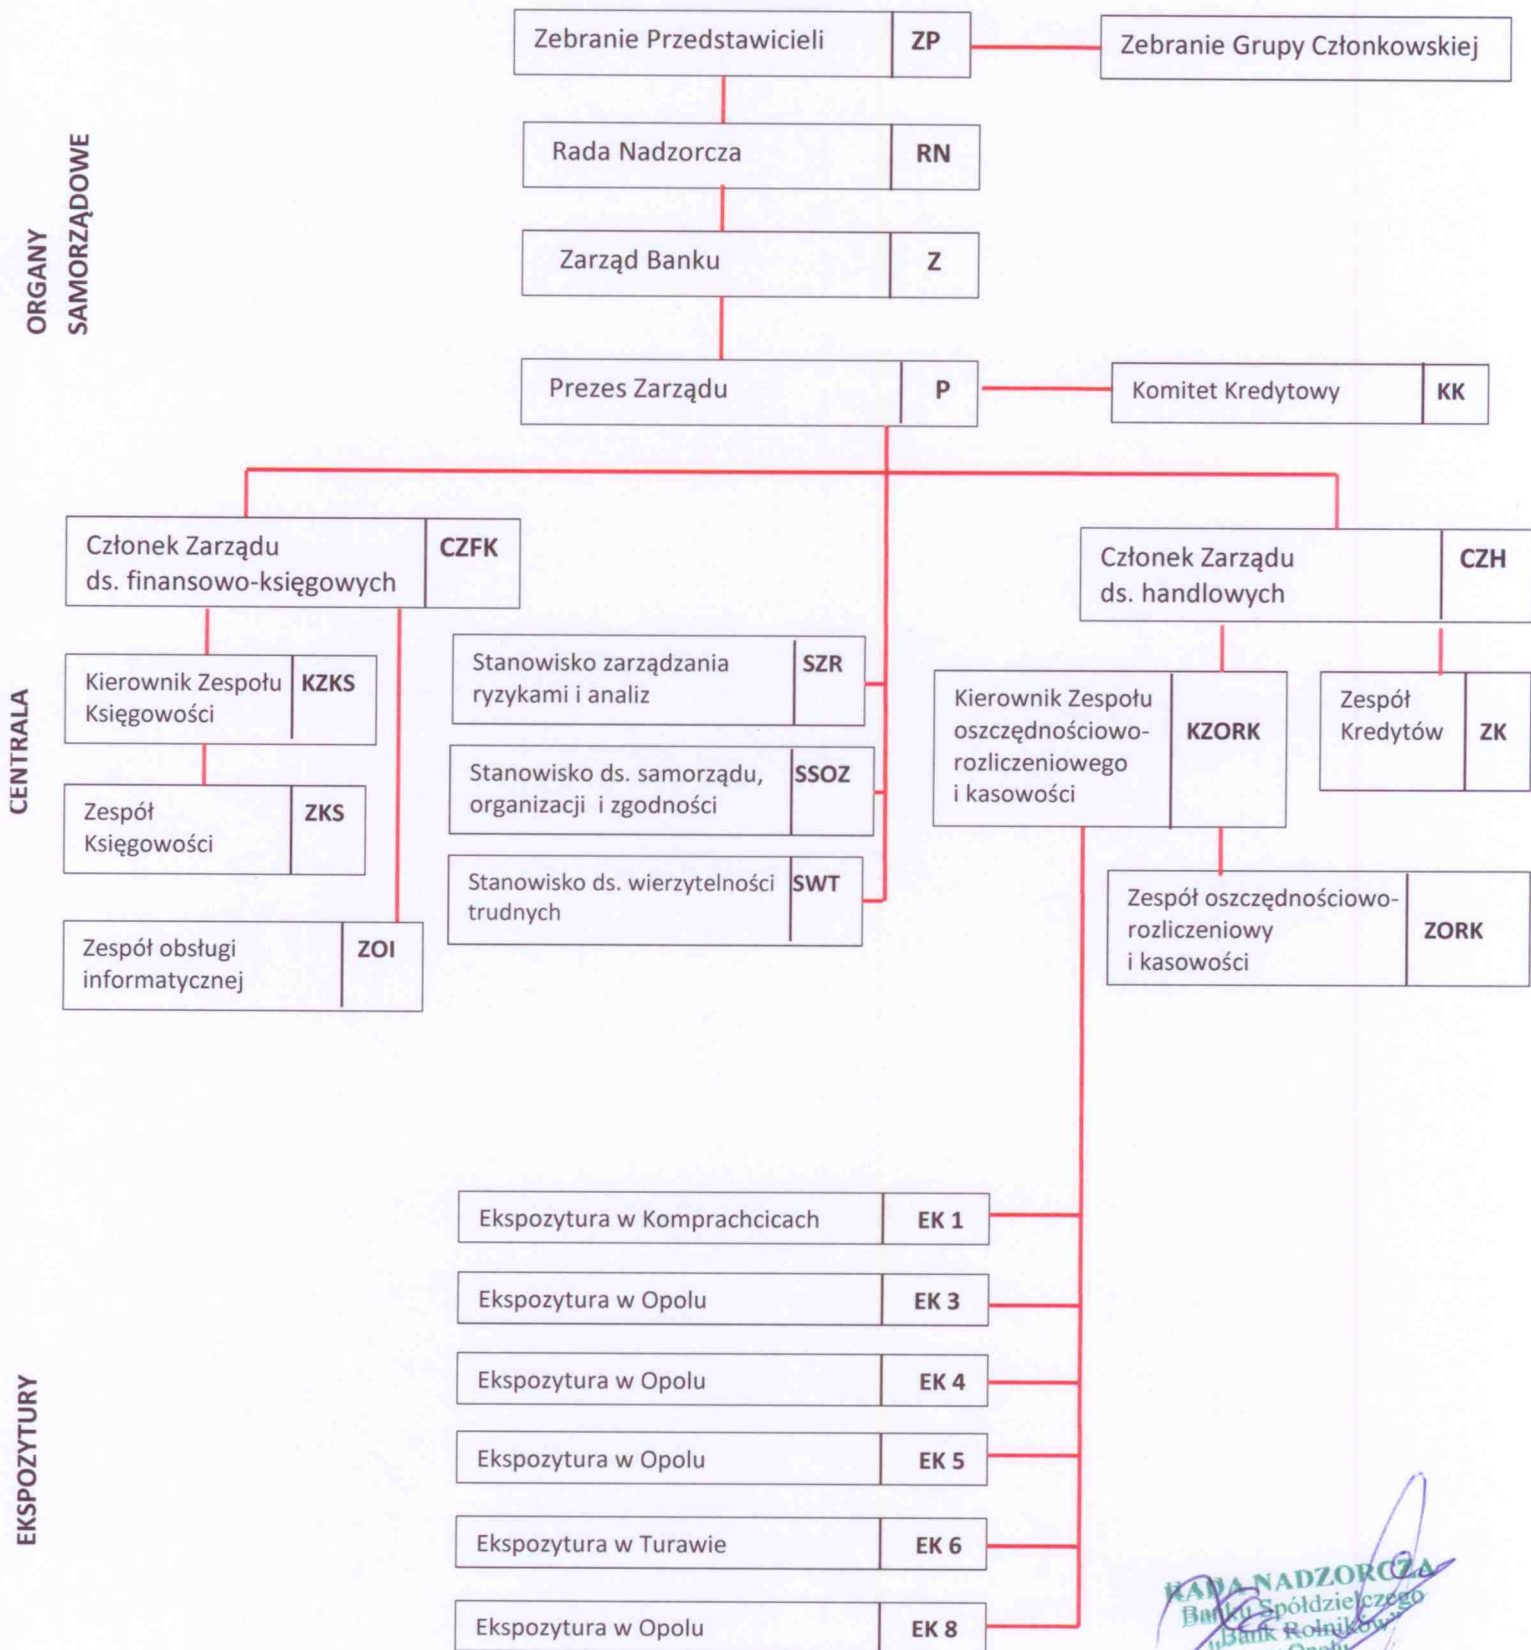 Zebranie Przedstawicieli ZP
Zebranie Grupy Członkowskiej
Rada Nadzorcza RN
Zarząd Banku Z
Prezes Zarządu P
Komitet Kredytowy KK
ORGANY
SAMORZĄDOWE
Członek Zarządu CZFK
ds. finansowo-księgowych
Członek Zarządu CZH
ds. handlowych
CENTRALA
Kierownik Zespołu KZKS
Księgowości
Zespół ZKS
Księgowości
Zespół obsługi ZOI
informatycznej
Stanowisko zarządzania SZR
ryzykami i analiz
Stanowisko ds. samorządu, SSOZ
organizacji i zgodności
Stanowisko ds. wierzytelności SWT
trudnych
Kierownik Zespołu
oszczędnościowo- KZORK
rozliczeniowego
i kasowości
Zespół
Kredytów ZK
Zespół oszczędnościowo-
rozliczeniowy ZORK
i kasowości
EKSPOZYTURY
Ekspozytura w Komprachcicach EK 1
Ekspozytura w Opolu EK 3
Ekspozytura w Opolu EK 4
Ekspozytura w Opolu EK 5
Ekspozytura w Turawie EK 6
Ekspozytura w Opolu EK 8
RADA NADZORCZA
Banku Spółdzielczego
"Bank Rolników"
w Opolu